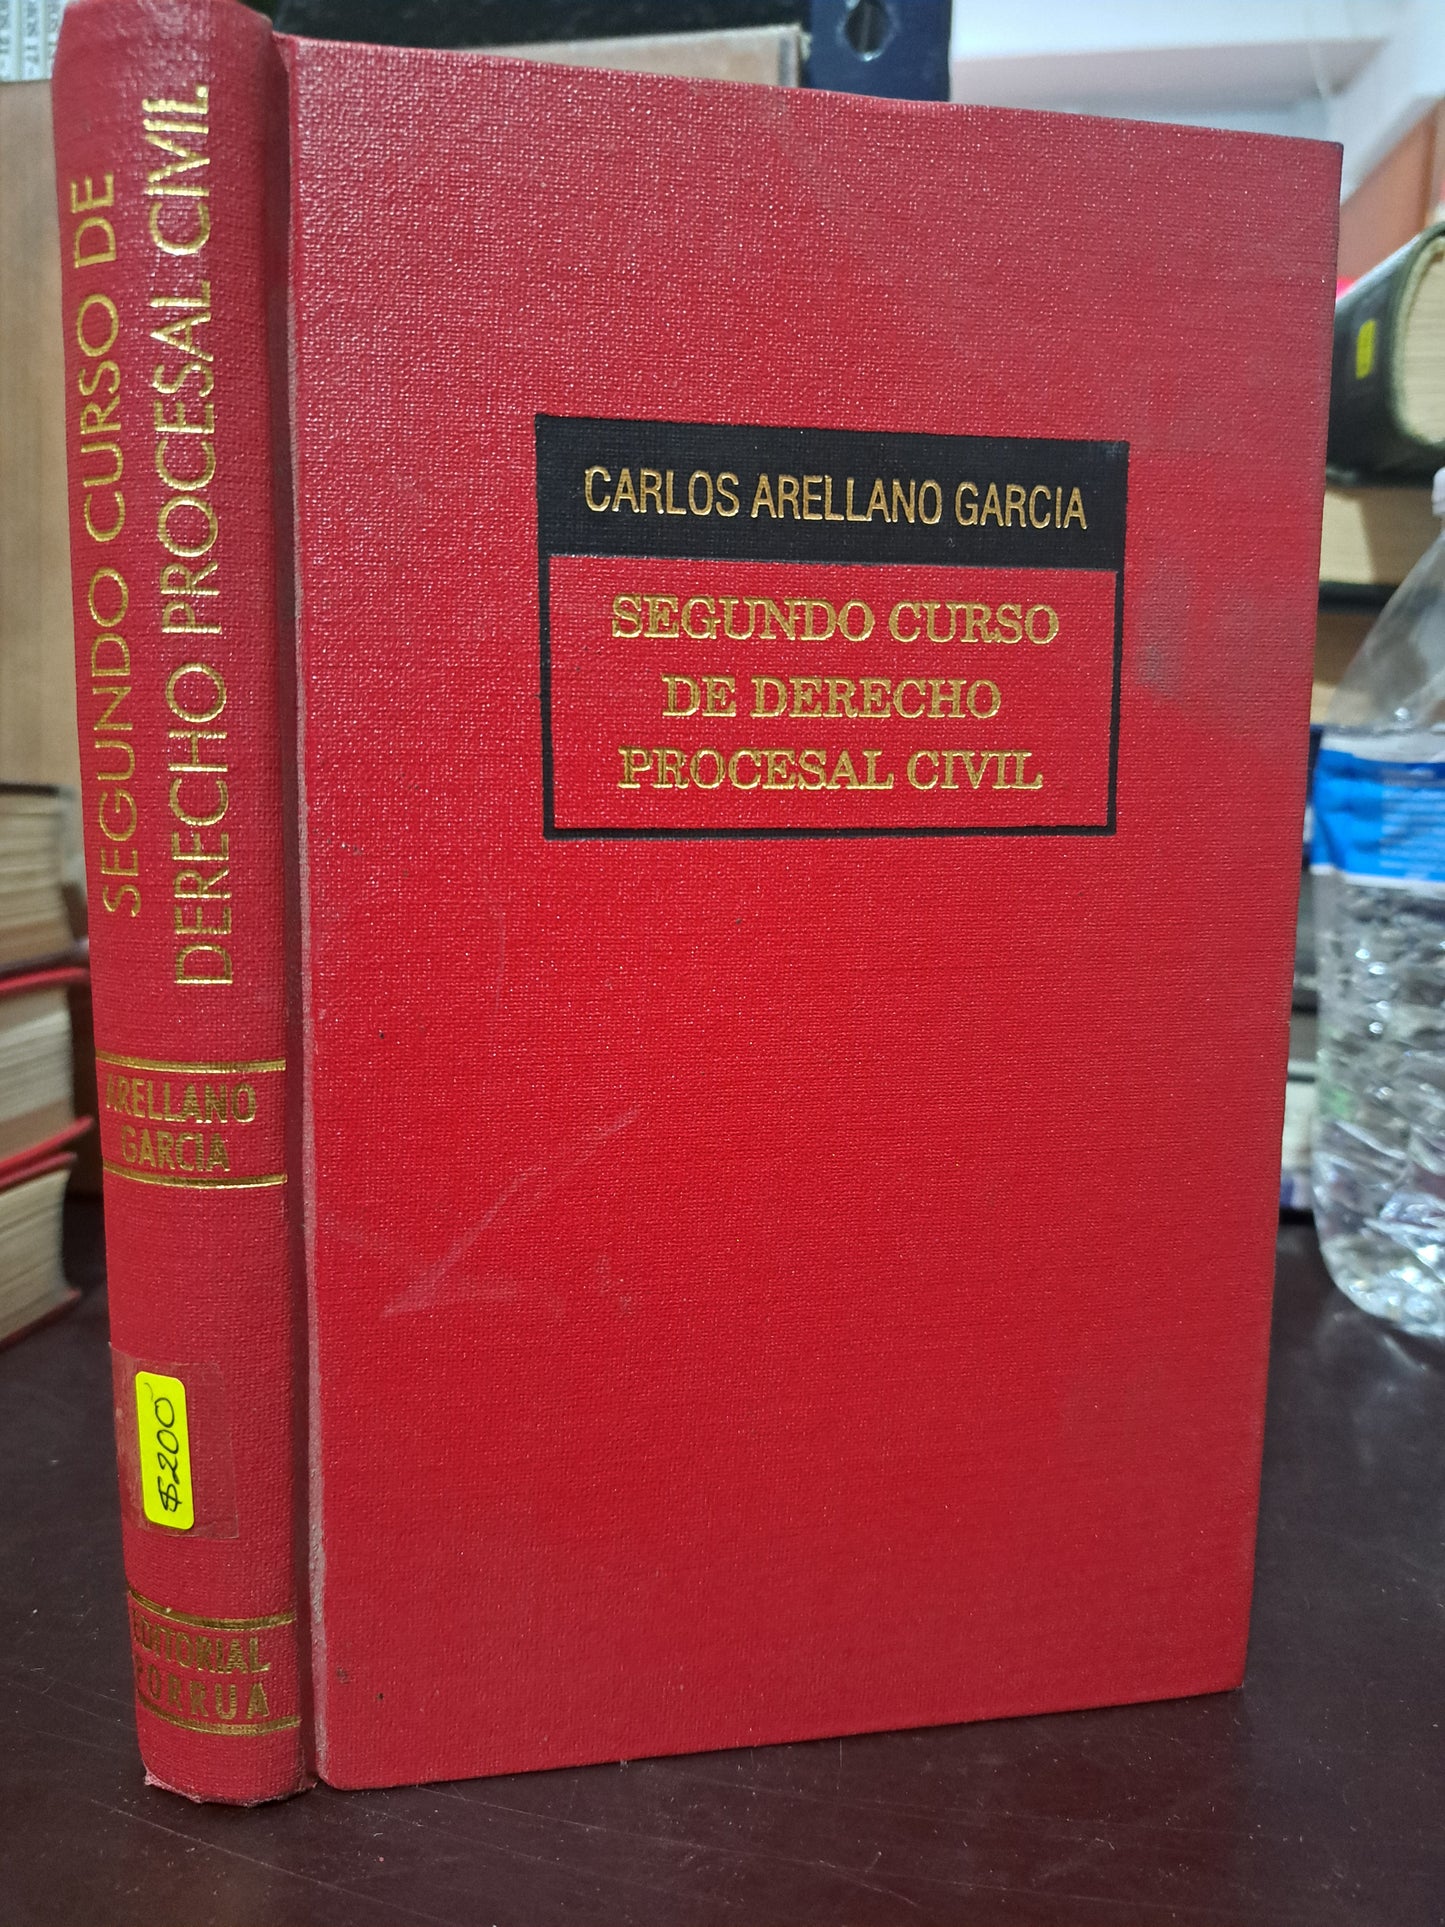 SEGUNDO CURSO DE
DERECHO PROCESAL CIVIL
ARELLANO
GARCIA
$200
EDITORIAL
PORRUA
CARLOS ARELLANO GARCIA
SEGUNDO CURSO
DE DERECHO
PROCESAL CIVIL